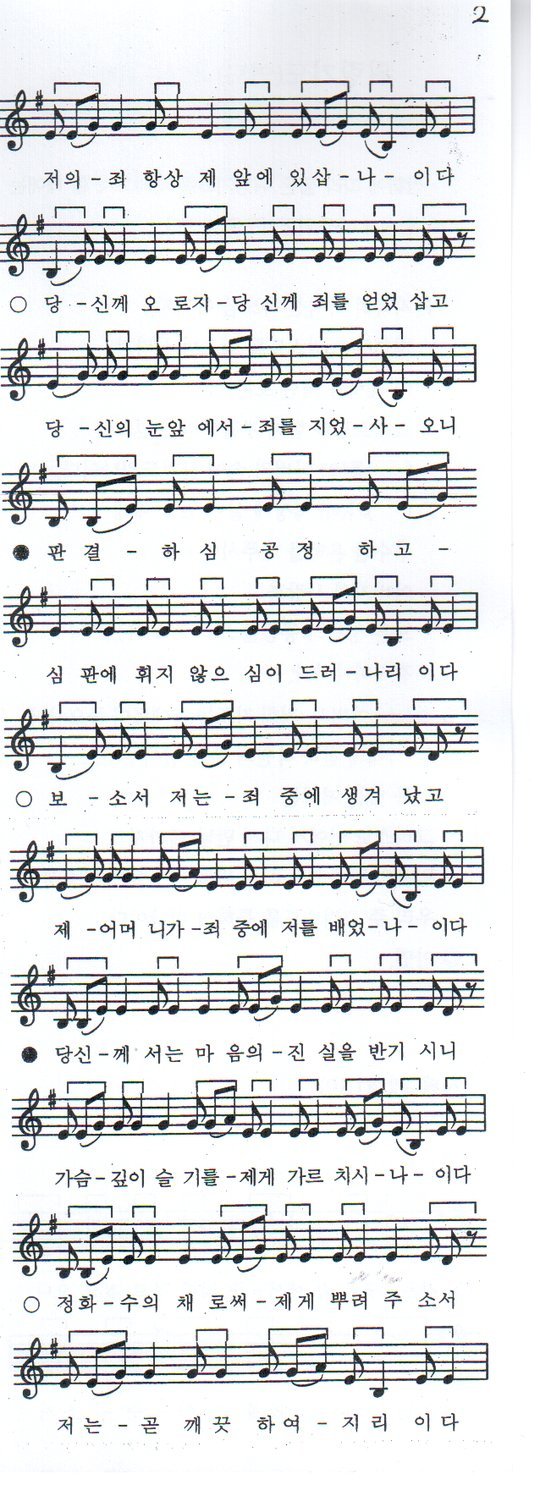 2
저의-죄 항상 제 앞에 있삽-나- 이다
○ 당 -신께 오 로지-당 신께 죄를 얻었 삽고
당 -신의 눈앞 에서-죄를 지었-사- 오니
● 판 결 - 하 심 공 정 하 고 -
심 판에 휘지 않으 심이 드러-나리 이다
○ 보 -소서 저는-죄 중에 생겨 났고
제 -어머 니가-죄 중에 저를 배었-나- 이다
● 당신-께 서는 마 음의-진 실을 반기 시니
가슴-깊이 슬 기를-제게 가르 치시-나- 이다
○ 정화-수의 채 로써-제게 뿌려 주 소서
저 는 - 곧 깨 끗 하 여 - 지 리 이 다